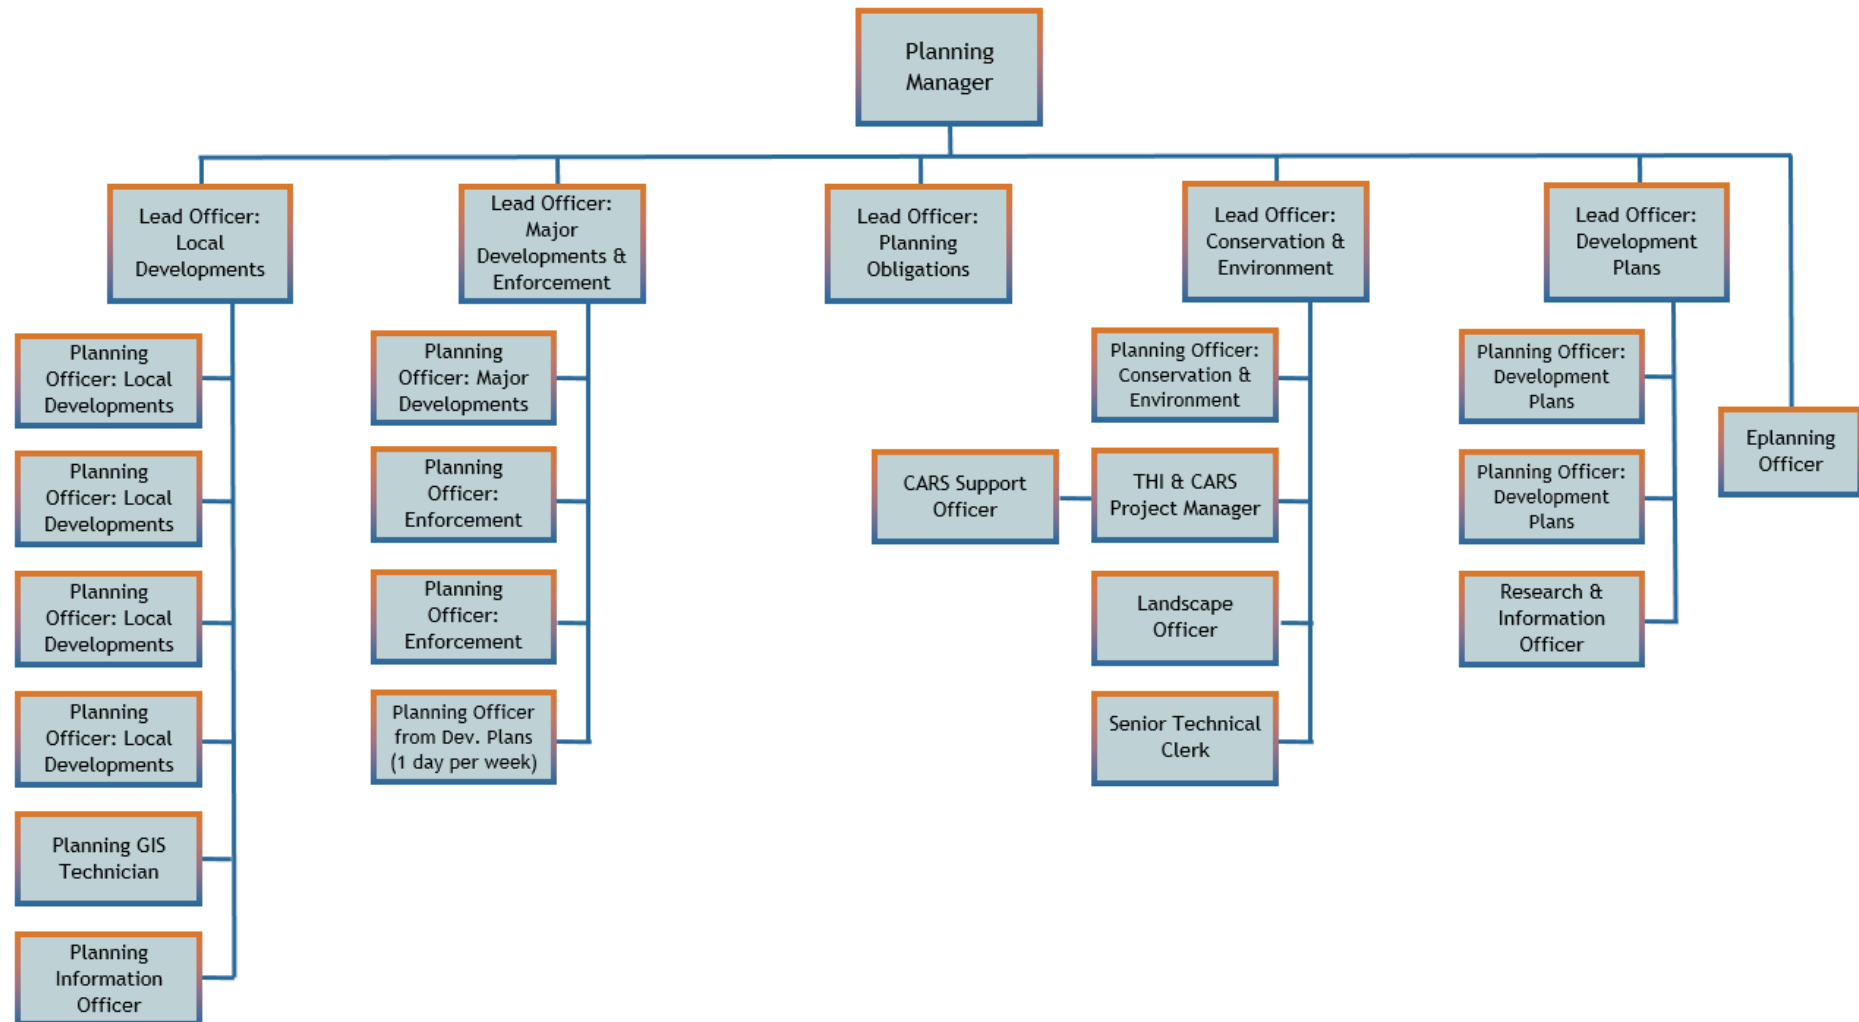 Planning
Manager
Lead Officer:
Local
Developments
Lead Officer:
Major
Developments &
Enforcement
Lead Officer:
Planning
Obligations
Lead Officer:
Conservation &
Environment
Lead Officer:
Development
Plans
Eplanning
Officer
Planning
Officer: Local
Developments
Planning
Officer: Local
Developments
Planning
Officer: Local
Developments
Planning
Officer: Local
Developments
Planning GIS
Technician
Planning
Information
Officer
Planning
Officer: Major
Developments
Planning
Officer:
Enforcement
Planning
Officer:
Enforcement
Planning Officer
from Dev. Plans
(1 day per week)
Planning Officer:
Conservation &
Environment
CARS Support
Officer
THI & CARS
Project Manager
Landscape
Officer
Senior Technical
Clerk
Planning Officer:
Development
Plans
Planning Officer:
Development
Plans
Research &
Information
Officer